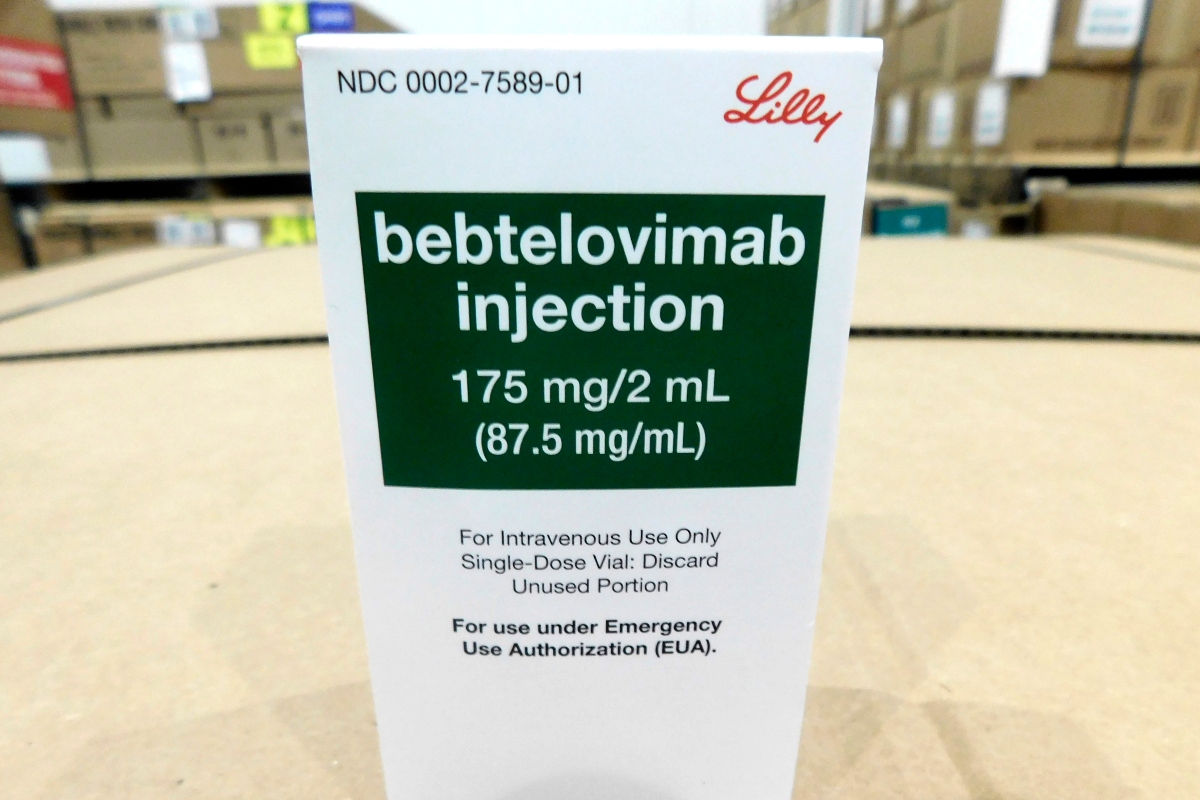 NDC 0002-7589-01
Lilly
bebtelovimab
injection
175 mg/2 mL
(87.5 mg/mL)
For Intravenous Use Only
Single-Dose Vial: Discard
Unused Portion
For use under Emergency
Use Authorization (EUA).